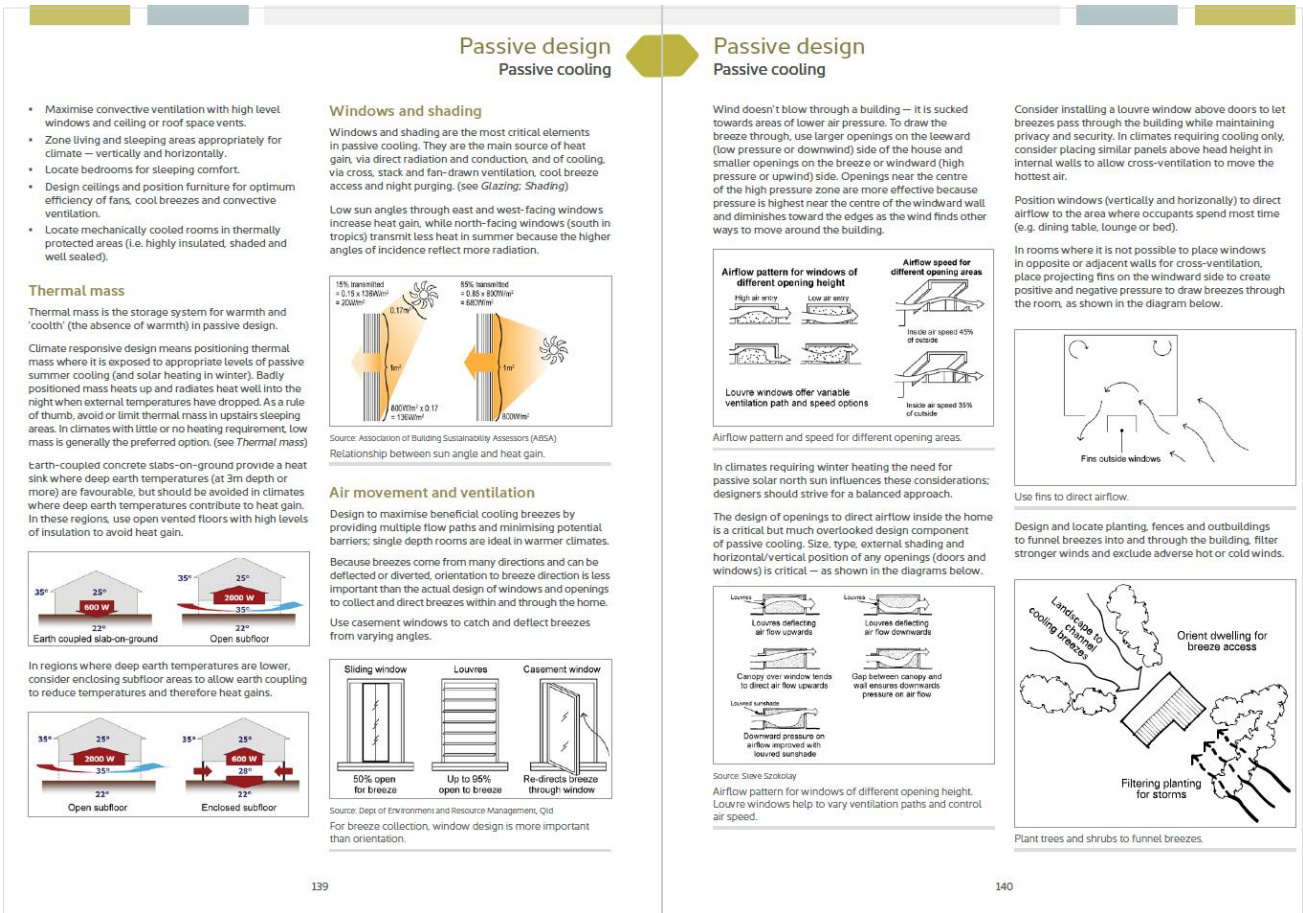 Passive design
Passive cooling
• Maximise convective ventilation with high level
windows and ceiling or roof space vents.
• Zone living and sleeping areas appropriately for
climate — vertically and horizontally.
• Locate bedrooms for sleeping comfort.
• Design ceilings and position furniture for optimum
efficiency of fans, cool breezes and convective
ventilation.
• Locate mechanically cooled rooms in thermally
protected areas (i.e. highly insulated, shaded and
well sealed).
Thermal mass
Thermal mass is the storage system for warmth and
'coolth' (the absence of warmth) in passive design.
Climate responsive design means positioning thermal
mass where it is exposed to appropriate levels of passive
summer cooling (and solar heating in winter). Badly
positioned mass heats up and radiates heat well into the
night when external temperatures have dropped. As a rule
of thumb, avoid or limit thermal mass in upstairs sleeping
areas. In climates with little or no heating requirement, low
mass is generally the preferred option. (see Thermal mass)
Earth-coupled concrete slabs-on-ground provide a heat
sink where deep earth temperatures (at 3m depth or
more) are favourable, but should be avoided in climates
where deep earth temperatures contribute to heat gain.
In these regions, use open vented floors with high levels
of insulation to avoid heat gain.
35° 25° 35° 25°
600 W 2000 W
35°
22° 22°
Earth coupled slab-on-ground Open subfloor
In regions where deep earth temperatures are lower,
consider enclosing subfloor areas to allow earth coupling
to reduce temperatures and therefore heat gains.
35° 25° 35° 25°
2000 W 600 W
35° 28°
22° 22°
Open subfloor Enclosed subfloor
Windows and shading
Windows and shading are the most critical elements
in passive cooling. They are the main source of heat
gain, via direct radiation and conduction, and of cooling,
via cross, stack and fan-drawn ventilation, cool breeze
access and night purging. (see Glazing; Shading)
Low sun angles through east and west-facing windows
increase heat gain, while north-facing windows (south in
tropics) transmit less heat in summer because the higher
angles of incidence reflect more radiation.
15% transmitted 85% transmitted
= 0.15 x 136W/m² = 0.85 x 800W/m²
= 20W/m² = 680W/m²
0.17m²
1m² 1m²
800W/m² x 0.17 800W/m²
= 136W/m²
Source: Association of Building Sustainability Assessors (ABSA)
Relationship between sun angle and heat gain.
Air movement and ventilation
Design to maximise beneficial cooling breezes by
providing multiple flow paths and minimising potential
barriers; single depth rooms are ideal in warmer climates.
Because breezes come from many directions and can be
deflected or diverted, orientation to breeze direction is less
important than the actual design of windows and openings
to collect and direct breezes within and through the home.
Use casement windows to catch and deflect breezes
from varying angles.
Sliding window Louvres Casement window
50% open Up to 95% Re-directs breeze
for breeze open to breeze through window
Source: Dept of Environment and Resource Management, Qld
For breeze collection, window design is more important
than orientation.
139
Passive design
Passive cooling
Wind doesn't blow through a building — it is sucked
towards areas of lower air pressure. To draw the
breeze through, use larger openings on the leeward
(low pressure or downwind) side of the house and
smaller openings on the breeze or windward (high
pressure or upwind) side. Openings near the centre
of the high pressure zone are more effective because
pressure is highest near the centre of the windward wall
and diminishes toward the edges as the wind finds other
ways to move around the building.
Airflow pattern for windows of
different opening height
High air entry Low air entry
Louvre windows offer variable
ventilation path and speed options
Airflow speed for
different opening areas
Inside air speed 45%
of outside
Inside air speed 35%
of outside
Airflow pattern and speed for different opening areas.
In climates requiring winter heating the need for
passive solar north sun influences these considerations;
designers should strive for a balanced approach.
The design of openings to direct airflow inside the home
is a critical but much overlooked design component
of passive cooling. Size, type, external shading and
horizontal/vertical position of any openings (doors and
windows) is critical — as shown in the diagrams below.
Louvres Louvres
Louvres deflecting Louvres deflecting
air flow upwards air flow downwards
Canopy over window tends Gap between canopy and
to direct air flow upwards wall ensures downwards
pressure on air flow
Louvred sunshade
Downward pressure on
airflow improved with
louvred sunshade
Source: Steve Szokolay
Airflow pattern for windows of different opening height.
Louvre windows help to vary ventilation paths and control
air speed.
Consider installing a louvre window above doors to let
breezes pass through the building while maintaining
privacy and security. In climates requiring cooling only,
consider placing similar panels above head height in
internal walls to allow cross-ventilation to move the
hottest air.
Position windows (vertically and horizonally) to direct
airflow to the area where occupants spend most time
(e.g. dining table, lounge or bed).
In rooms where it is not possible to place windows
in opposite or adjacent walls for cross-ventilation,
place projecting fins on the windward side to create
positive and negative pressure to draw breezes through
the room, as shown in the diagram below.
Fins outside windows
Use fins to direct airflow.
Design and locate planting, fences and outbuildings
to funnel breezes into and through the building, filter
stronger winds and exclude adverse hot or cold winds.
Landscape to
channel
cooling breezes
Orient dwelling for
breeze access
Filtering planting
for storms
Plant trees and shrubs to funnel breezes.
140